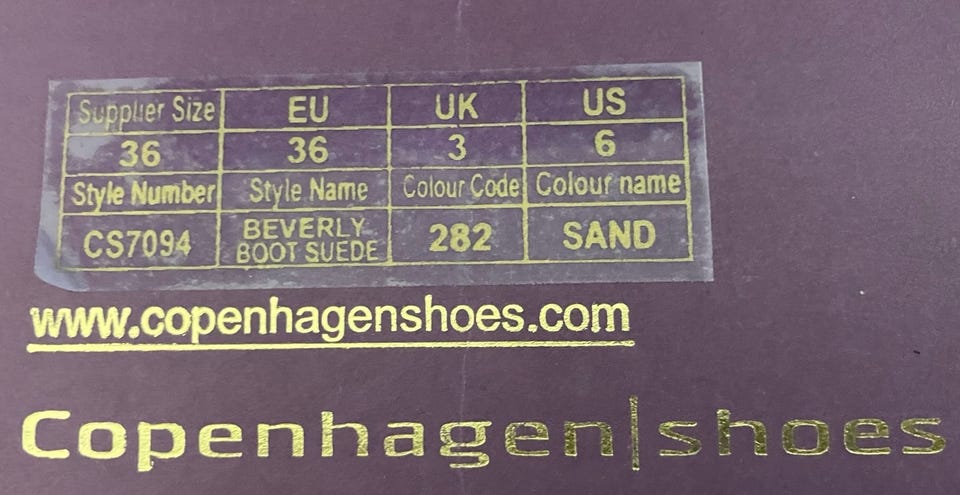 Supplier Size EU UK US
36 36 3 6
Style Number Style Name Colour Code Colour name
CS7094 BEVERLY BOOT SUEDE 282 SAND
www.copenhagenshoes.com
Copenhagen|shoes